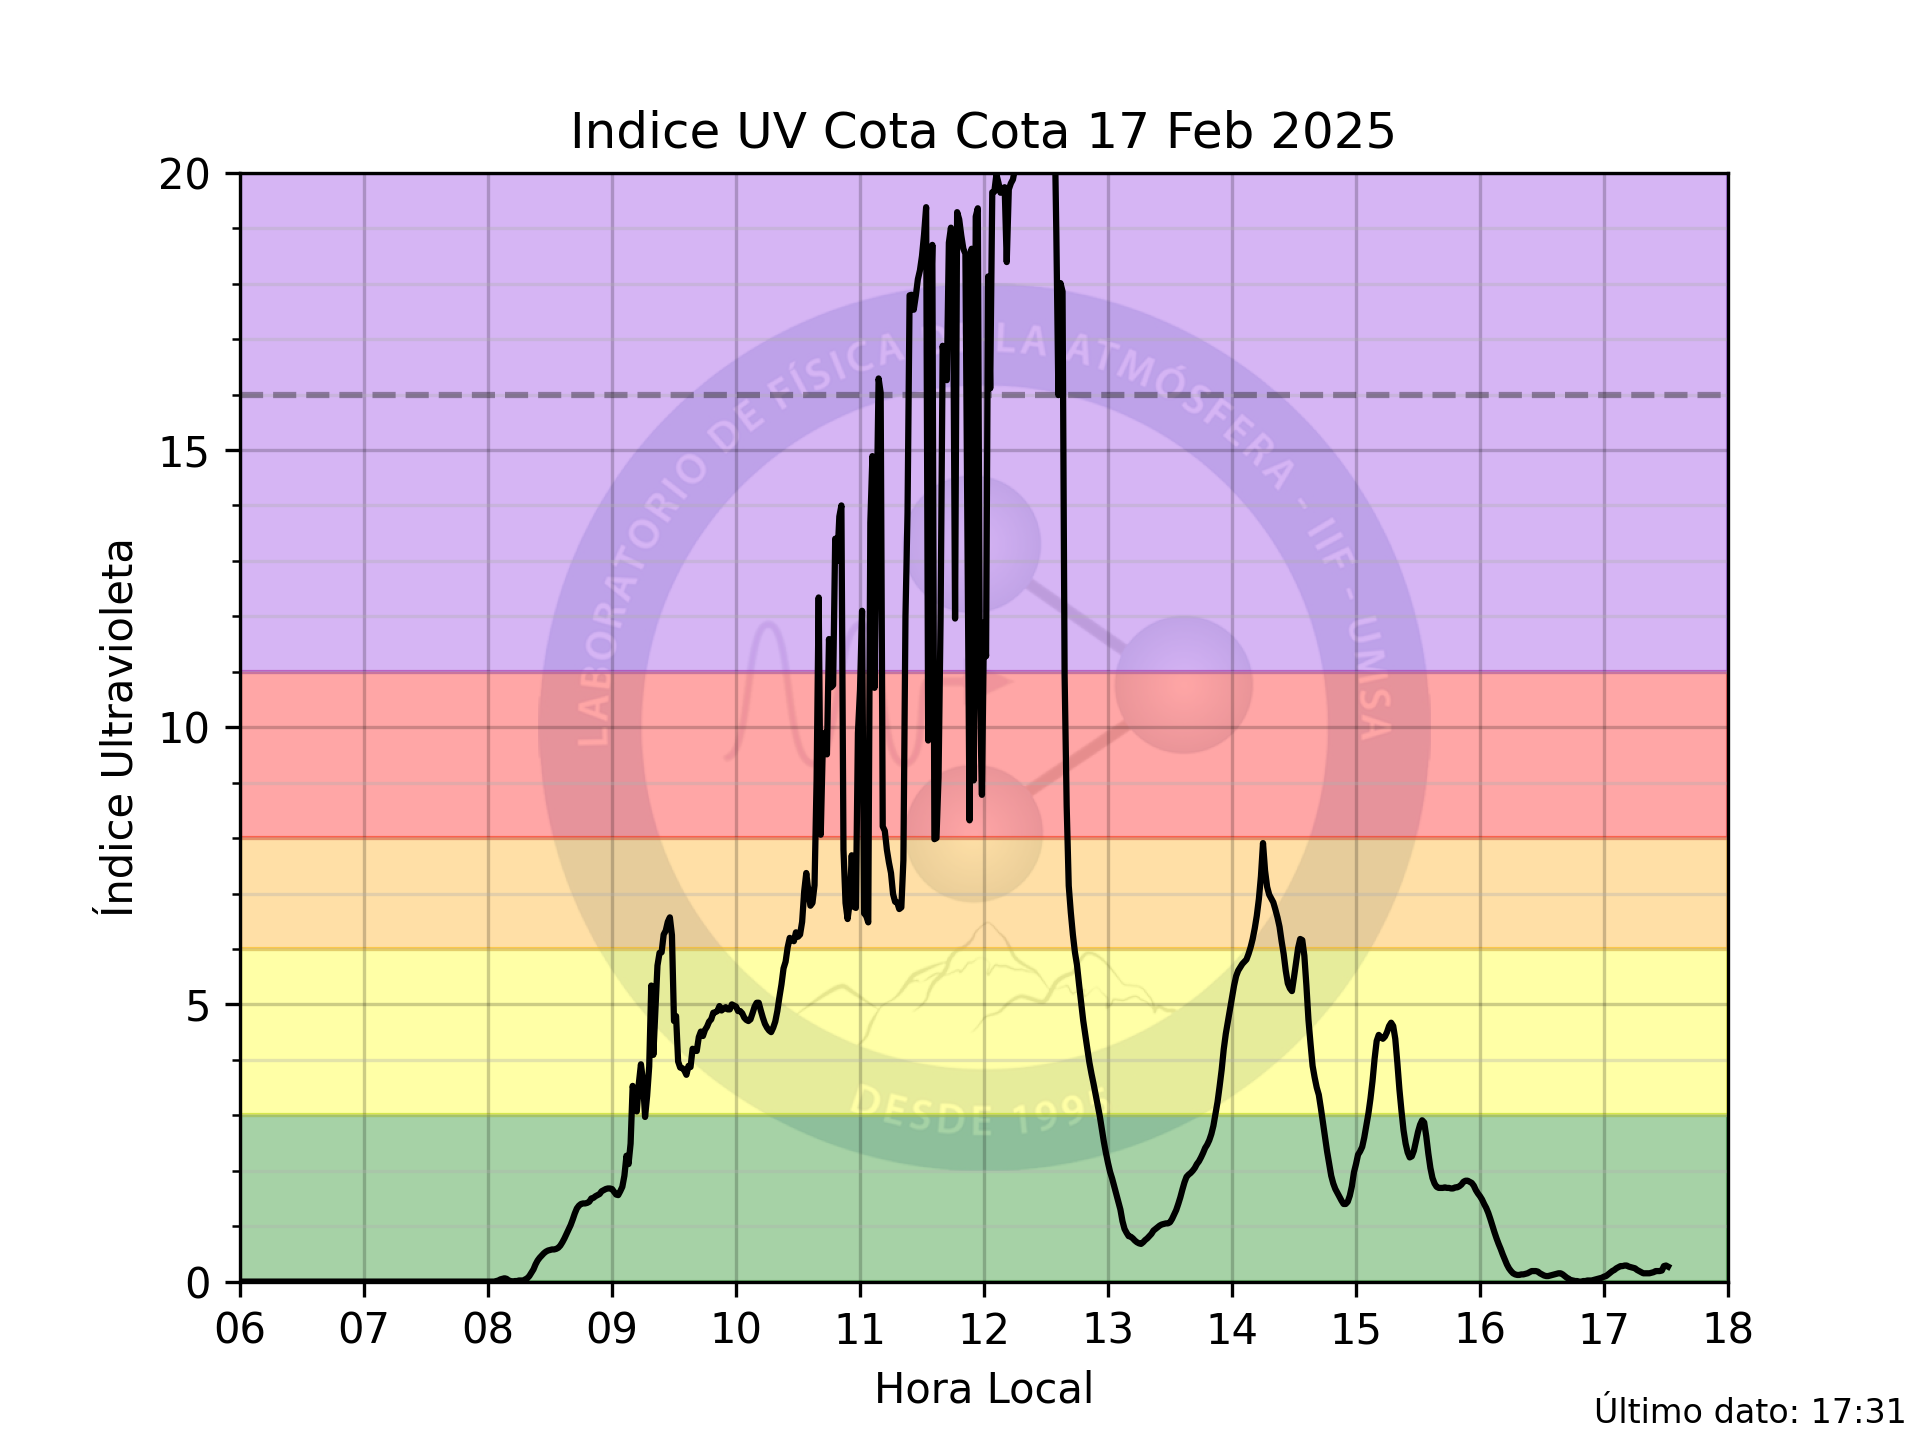 Indice UV Cota Cota 17 Feb 2025
20
15
10
5
0
Índice Ultravioleta
LABORATORIO DE FÍSICA LA ATMÓSFERA - IIF - UMSA
DESDE
06 07 08 09 10 11 12 13 14 15 16 17 18
Hora Local
Último dato: 17:31